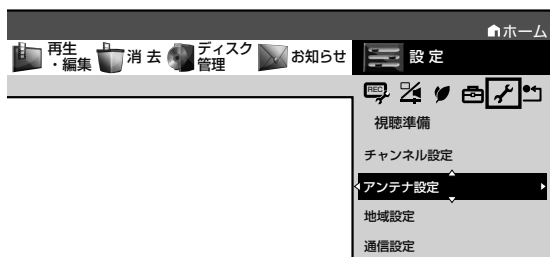 ホーム
再生・編集
消去
ディスク管理
お知らせ
設定
REC
視聴準備
チャンネル設定
アンテナ設定
地域設定
通信設定